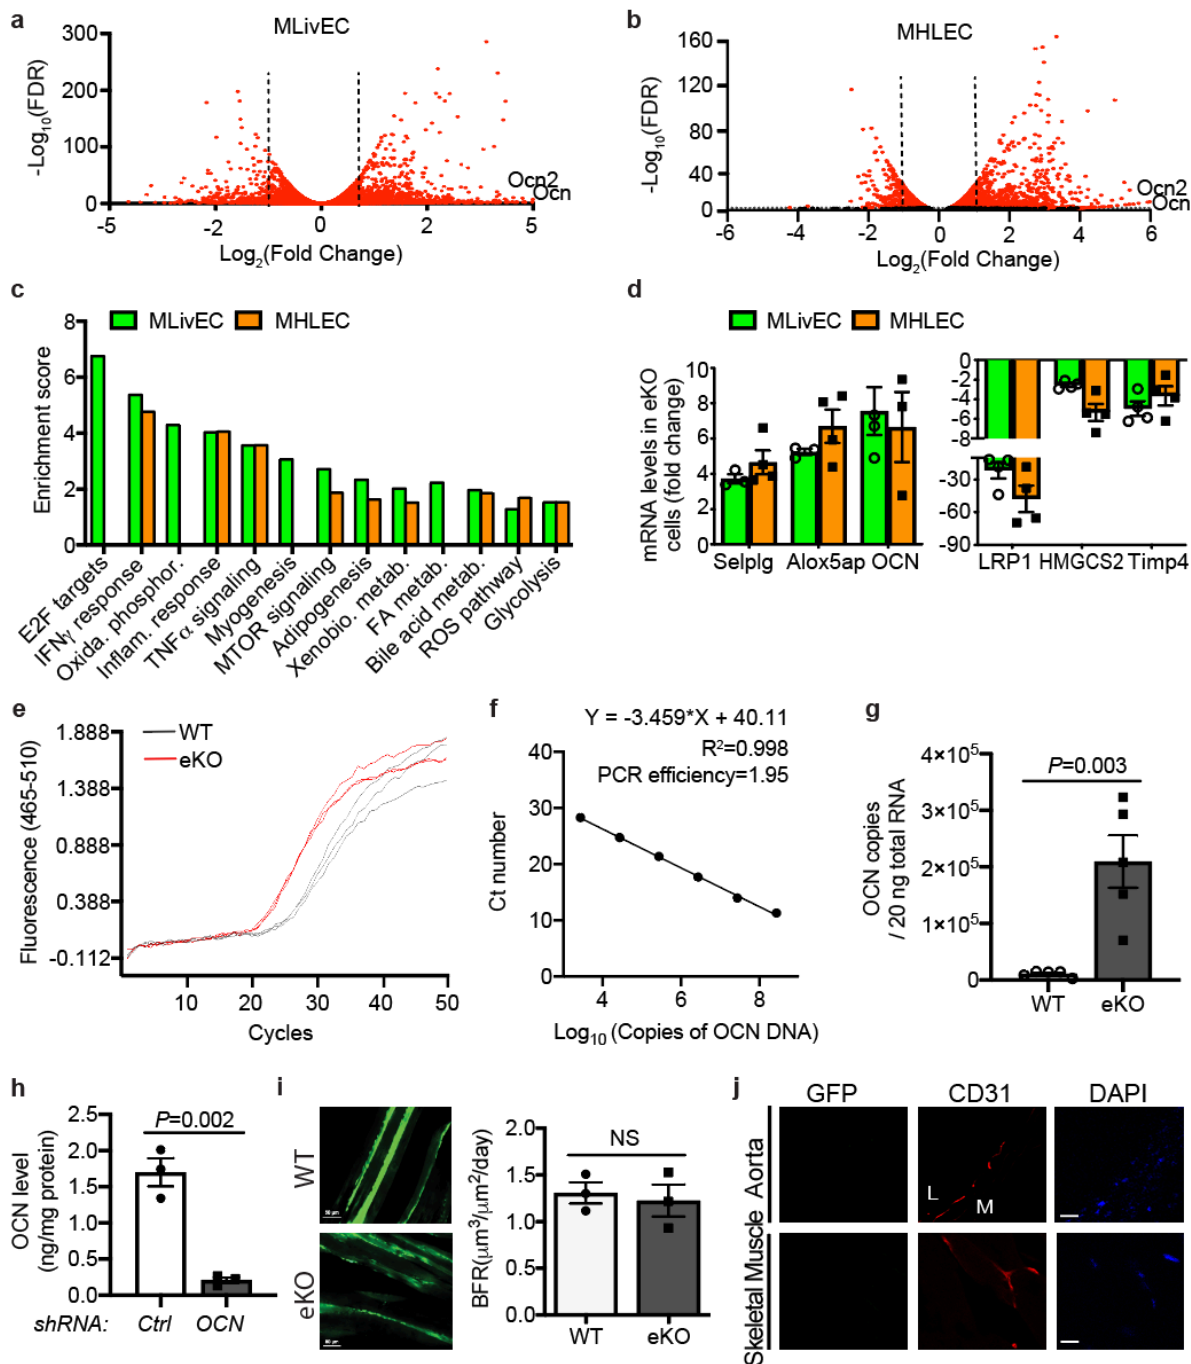 a
MLivEC
-Log10(FDR)
300
200
100
0
-5
-2
0
2
5
Ocn2
Ocn
Log2(Fold Change)
b
MHLEC
-Log10(FDR)
160
120
80
40
0
-6
-4
-2
0
2
4
6
Ocn2
Ocn
Log2(Fold Change)
c
MLivEC
MHLEC
Enrichment score
8
6
4
2
0
E2F targets
IFNγ response
Oxida. phosphor.
Inflam. response
TNFα signaling
Myogenesis
MTOR signaling
Adipogenesis
Xenobio. metab.
FA metab.
Bile acid metab.
ROS pathway
Glycolysis
d
MLivEC
MHLEC
mRNA levels in eKO
cells (fold change)
10
8
6
4
2
0
Selplg
Alox5ap
OCN
0
-2
-4
-6
-8
-30
-60
-90
LRP1
HMGCS2
Timp4
e
WT
eKO
Fluorescence (465-510)
1.888
1.388
0.888
0.388
-0.112
10
20
30
40
50
Cycles
f
Y = -3.459*X + 40.11
R²=0.998
PCR efficiency=1.95
Ct number
40
30
20
10
0
4
6
8
Log10 (Copies of OCN DNA)
g
P=0.003
OCN copies
/ 20 ng total RNA
4×10⁵
3×10⁵
2×10⁵
1×10⁵
0
WT
eKO
h
P=0.002
OCN level
(ng/mg protein)
2.5
2.0
1.5
1.0
0.5
0.0
shRNA: Ctrl OCN
i
WT
eKO
NS
BFR(μm³/μm²/day)
2.0
1.5
1.0
0.5
0.0
WT
eKO
j
GFP
CD31
DAPI
Aorta
L
M
Skeletal Muscle